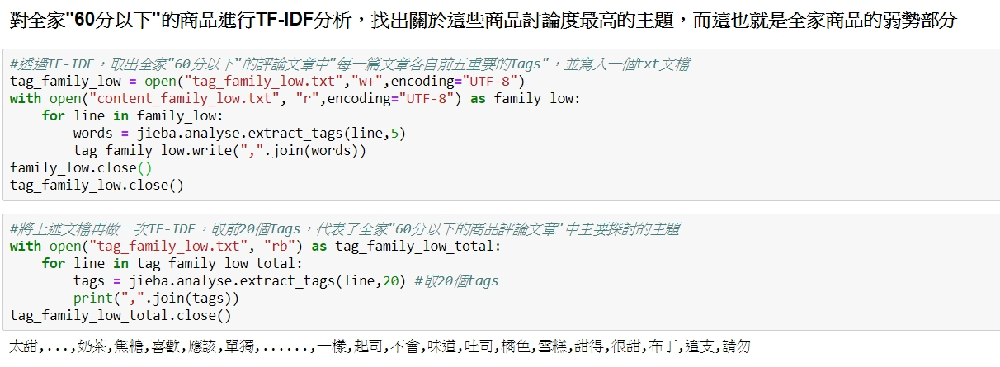 對全家"60分以下"的商品進行TF-IDF分析，找出關於這些商品討論度最高的主題，而這也就是全家商品的弱勢部分
#透過TF-IDF，取出全家"60分以下"的評論文章中"每一篇文章各自前五重要的Tags"，並寫入一個txt文檔
tag_family_low = open("tag_family_low.txt","w+",encoding="UTF-8")
with open("content_family_low.txt", "r",encoding="UTF-8") as family_low:
    for line in family_low:
        words = jieba.analyse.extract_tags(line,5)
        tag_family_low.write(",".join(words))
family_low.close()
tag_family_low.close()
#將上述文檔再做一次TF-IDF，取前20個Tags，代表了全家"60分以下的商品評論文章"中主要探討的主題
with open("tag_family_low.txt", "rb") as tag_family_low_total:
    for line in tag_family_low_total:
        tags = jieba.analyse.extract_tags(line,20) #取20個tags
        print(",".join(tags))
tag_family_low_total.close()
太甜,...,奶茶,焦糖,喜歡,應該,單獨,......,一樣,起司,不會,味道,吐司,橘色,雪糕,甜得,很甜,布丁,這支,請勿